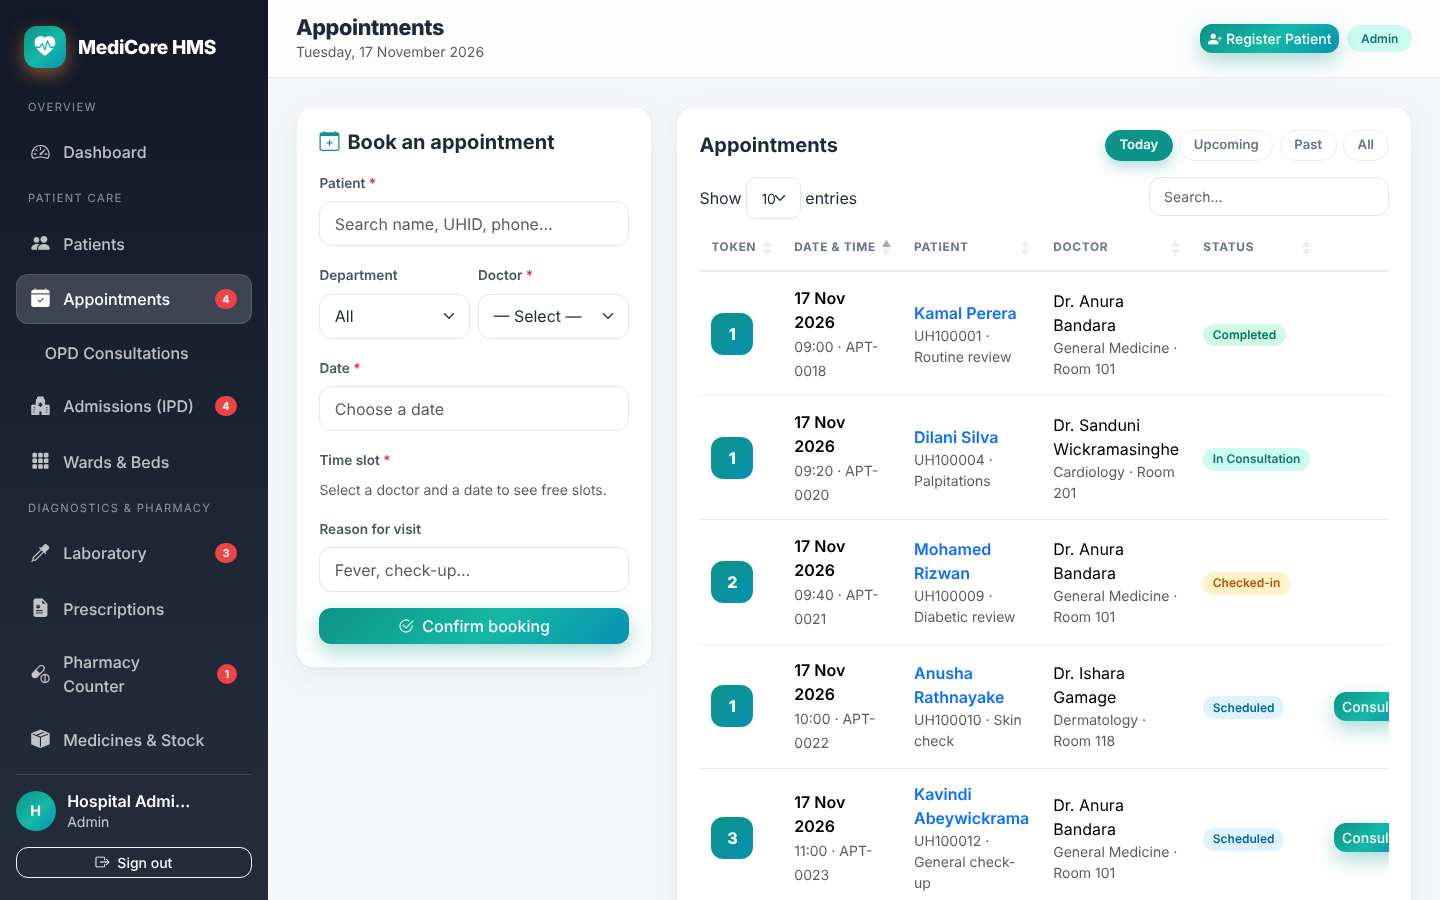 MediCore HMS
OVERVIEW
Dashboard
PATIENT CARE
Patients
Appointments 4
OPD Consultations
Admissions (IPD) 4
Wards & Beds
DIAGNOSTICS & PHARMACY
Laboratory 3
Prescriptions
Pharmacy
Counter 1
Medicines & Stock
H
Hospital Admi...
Admin
Sign out
Appointments
Tuesday, 17 November 2026
Register Patient
Admin
Book an appointment
Patient *
Search name, UHID, phone...
Department
Doctor *
All
— Select —
Date *
Choose a date
Time slot *
Select a doctor and a date to see free slots.
Reason for visit
Fever, check-up...
Confirm booking
Appointments
Today
Upcoming
Past
All
Show 10 entries
Search...
TOKEN DATE & TIME PATIENT DOCTOR STATUS
1
17 Nov
2026
09:00 · APT-
0018
Kamal Perera
UH100001 ·
Routine review
Dr. Anura
Bandara
General Medicine ·
Room 101
Completed
1
17 Nov
2026
09:20 · APT-
0020
Dilani Silva
UH100004 ·
Palpitations
Dr. Sanduni
Wickramasinghe
Cardiology · Room
201
In Consultation
2
17 Nov
2026
09:40 · APT-
0021
Mohamed
Rizwan
UH100009 ·
Diabetic review
Dr. Anura
Bandara
General Medicine ·
Room 101
Checked-in
1
17 Nov
2026
10:00 · APT-
0022
Anusha
Rathnayake
UH100010 · Skin
check
Dr. Ishara
Gamage
Dermatology ·
Room 118
Scheduled
Consul
3
17 Nov
2026
11:00 · APT-
0023
Kavindi
Abeywickrama
UH100012 ·
General check-
up
Dr. Anura
Bandara
General Medicine ·
Room 101
Scheduled
Consul